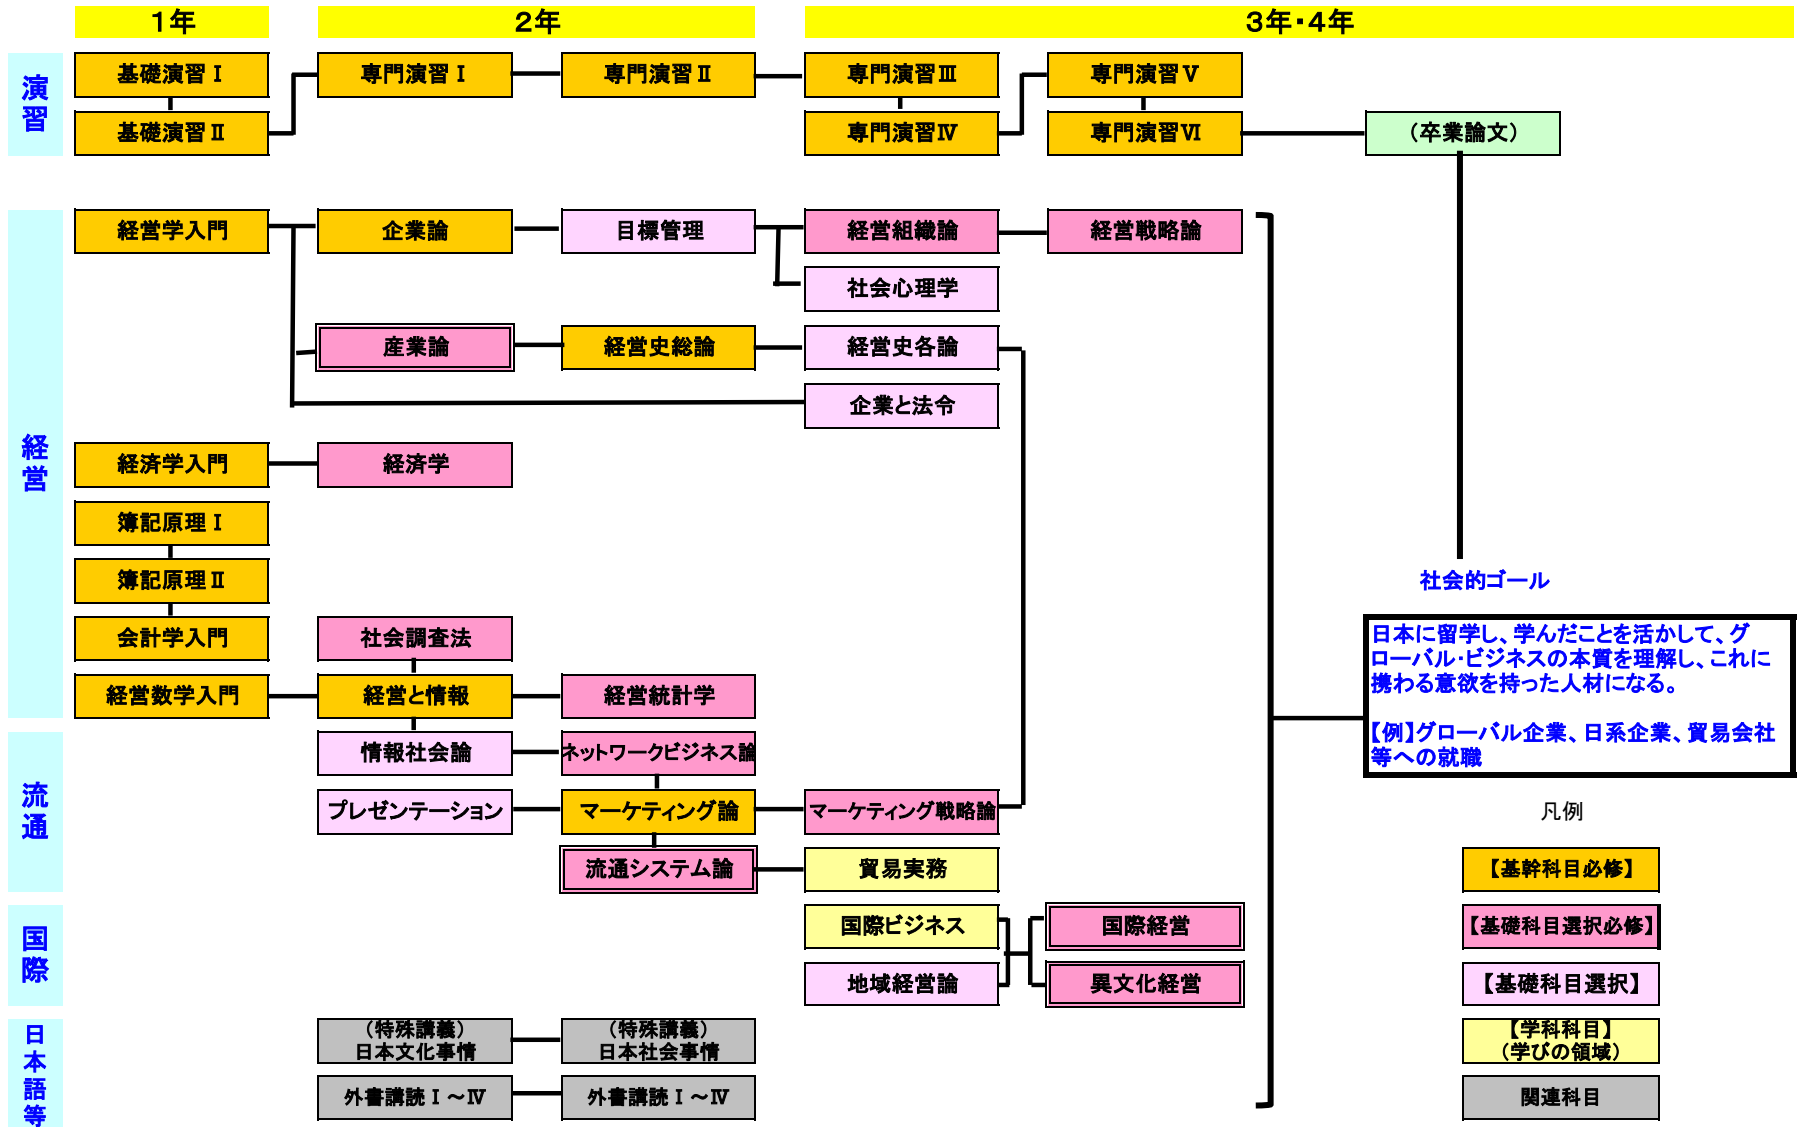 １年
２年
３年・４年
演習
基礎演習Ⅰ
専門演習Ⅰ
専門演習Ⅱ
専門演習Ⅲ
専門演習Ⅴ
基礎演習Ⅱ
専門演習Ⅳ
専門演習Ⅵ
（卒業論文）
経営
経営学入門
企業論
目標管理
経営組織論
経営戦略論
社会心理学
産業論
経営史総論
経営史各論
企業と法令
経済学入門
経済学
簿記原理Ⅰ
簿記原理Ⅱ
会計学入門
社会調査法
経営数学入門
経営と情報
経営統計学
流通
情報社会論
ネットワークビジネス論
プレゼンテーション
マーケティング論
マーケティング戦略論
流通システム論
貿易実務
国際
国際ビジネス
国際経営
地域経営論
異文化経営
日本語等
（特殊講義）
日本文化事情
（特殊講義）
日本社会事情
外書講読Ⅰ～Ⅳ
外書講読Ⅰ～Ⅳ
社会的ゴール
日本に留学し、学んだことを活かして、グ
ローバル・ビジネスの本質を理解し、これに
携わる意欲を持った人材になる。
【例】グローバル企業、日系企業、貿易会社
等への就職
凡例
【基幹科目必修】
【基礎科目選択必修】
【基礎科目選択】
【学科科目】
（学びの領域）
関連科目